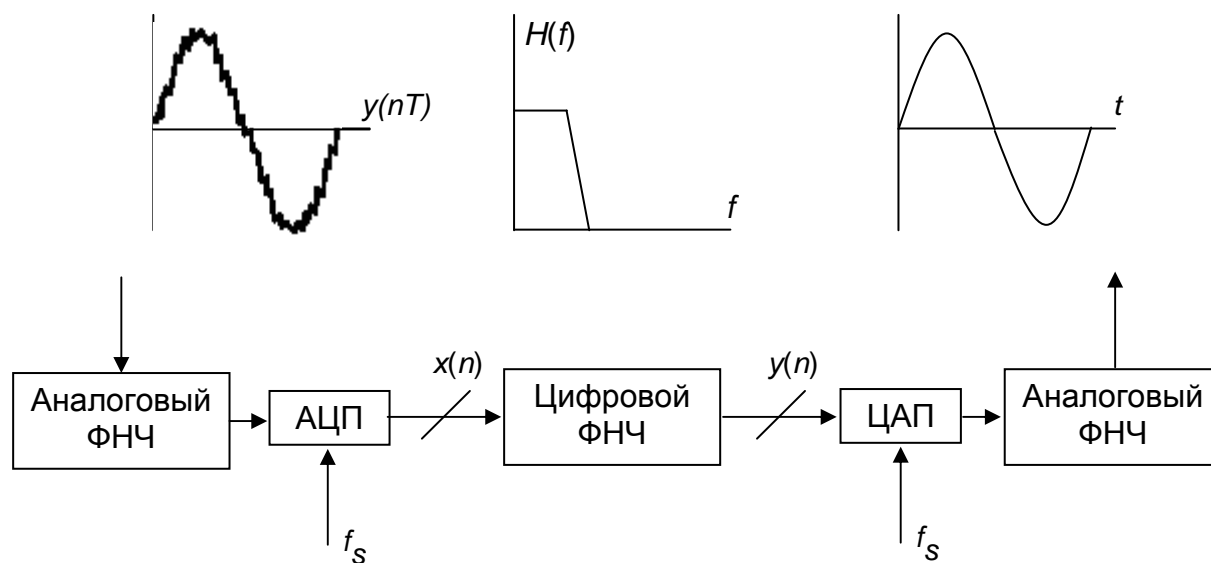 y(nT)
H(f)
f
t
x(n)
y(n)
Аналоговый
ФНЧ
АЦП
Цифровой
ФНЧ
ЦАП
Аналоговый
ФНЧ
fs
fs